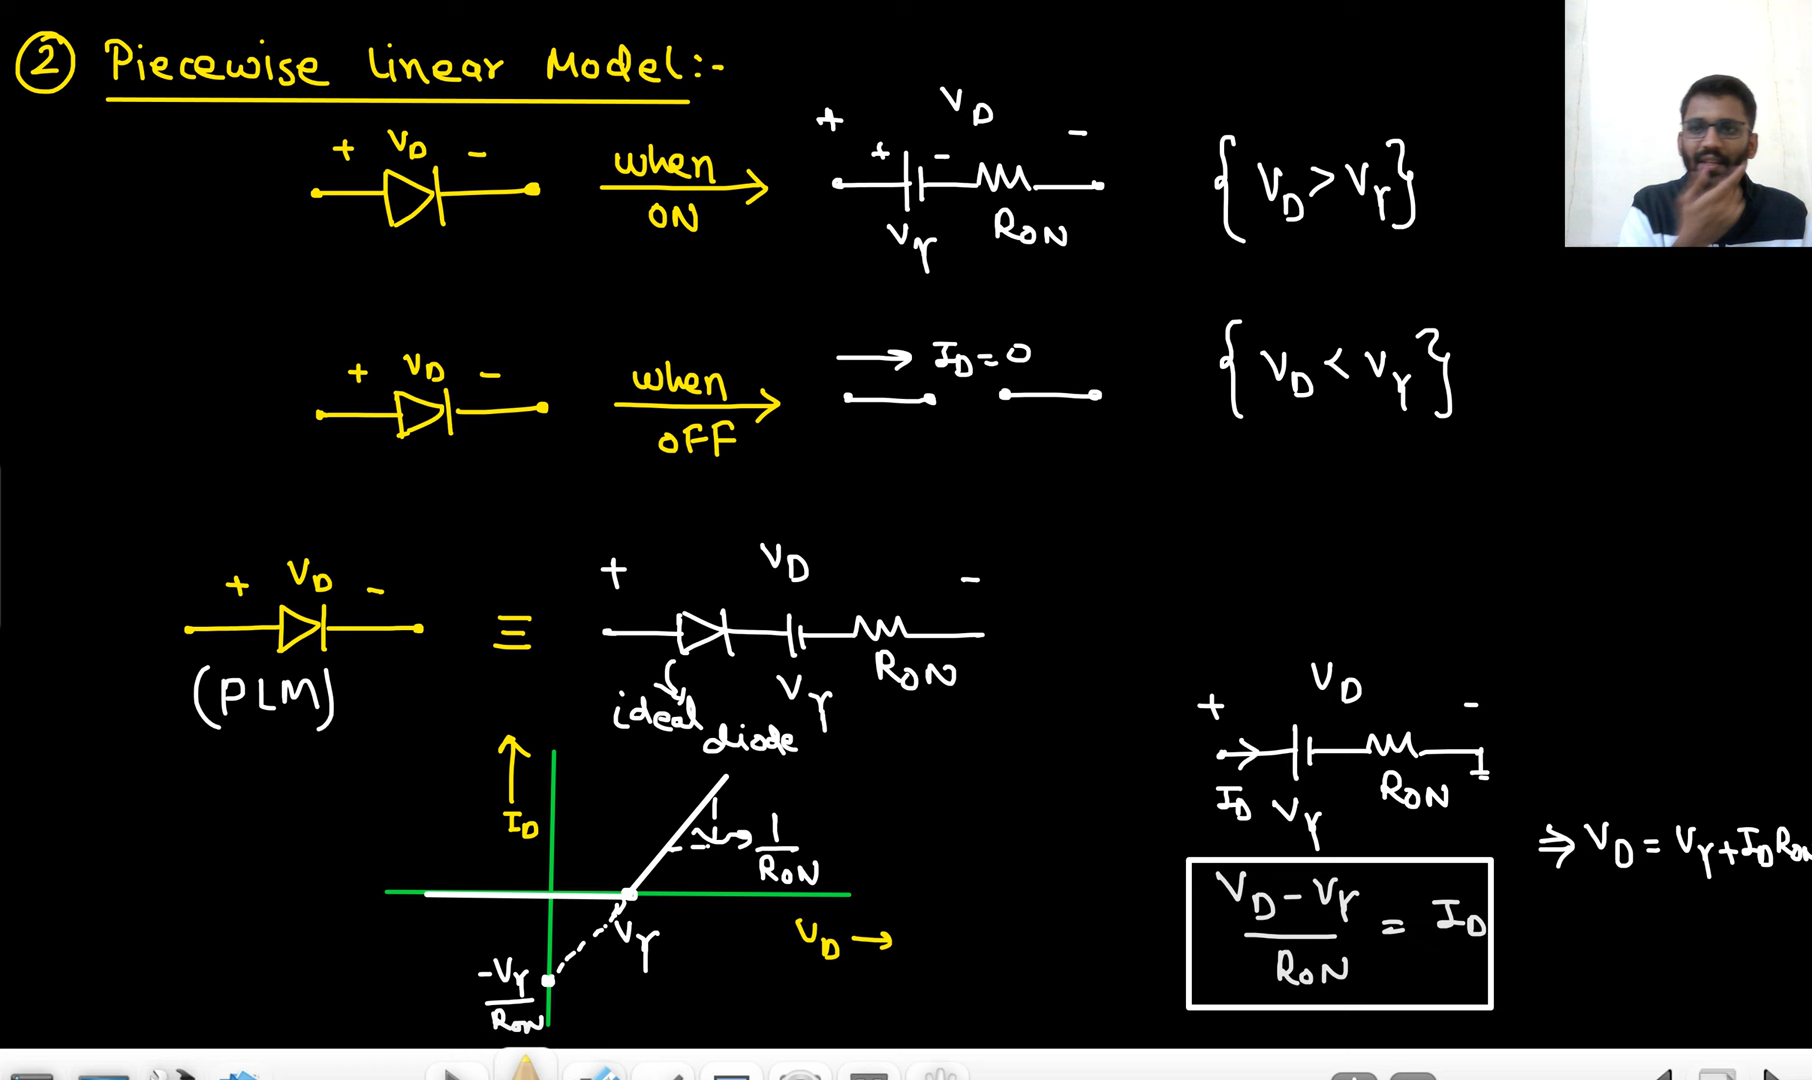 ② Piecewise Linear Model:-
+ VD - when ON + VD - + - Vγ RON {VD > Vγ}
+ VD - when OFF → ID = 0 {VD < Vγ}
+ VD - (PLM) ≡ + VD - ideal diode Vγ RON
+ VD - ID Vγ RON
⇒ VD = Vγ + ID RON
VD - Vγ / RON = ID
ID
1/RON
Vγ
VD →
-Vγ/RON